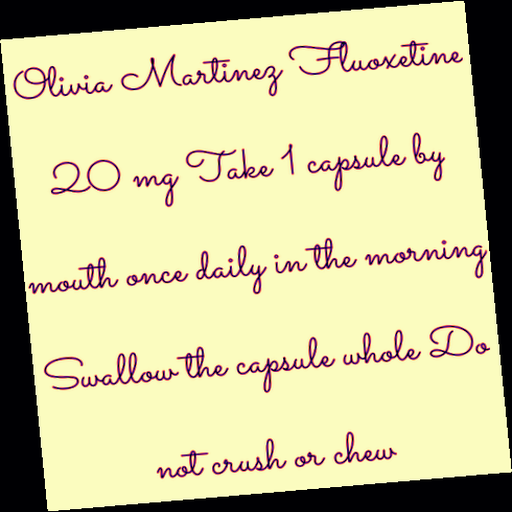 Olivia Martinez Fluoxetine
20 mg Take 1 capsule by
mouth once daily in the morning
Swallow the capsule whole Do
not crush or chew